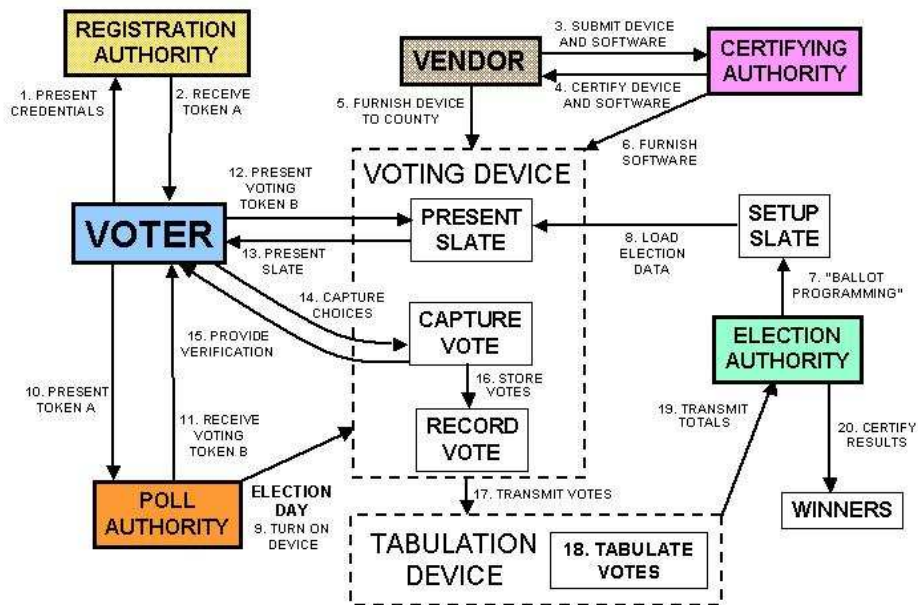 REGISTRATION
AUTHORITY
VENDOR
3. SUBMIT DEVICE
AND SOFTWARE
CERTIFYING
AUTHORITY
4. CERTIFY DEVICE
AND SOFTWARE
1. PRESENT
CREDENTIALS
2. RECEIVE
TOKEN A
5. FURNISH DEVICE
TO COUNTY
6. FURNISH
SOFTWARE
VOTING DEVICE
12. PRESENT
VOTING
TOKEN B
VOTER
PRESENT
SLATE
SETUP
SLATE
13. PRESENT
SLATE
8. LOAD
ELECTION
DATA
7. "BALLOT
PROGRAMMING"
14. CAPTURE
CHOICES
15. PROVIDE
VERIFICATION
CAPTURE
VOTE
ELECTION
AUTHORITY
16. STORE
VOTES
10. PRESENT
TOKEN A
11. RECEIVE
VOTING
TOKEN B
RECORD
VOTE
19. TRANSMIT
TOTALS
20. CERTIFY
RESULTS
POLL
AUTHORITY
ELECTION
DAY
9. TURN ON
DEVICE
17. TRANSMIT VOTES
WINNERS
TABULATION
DEVICE
18. TABULATE
VOTES